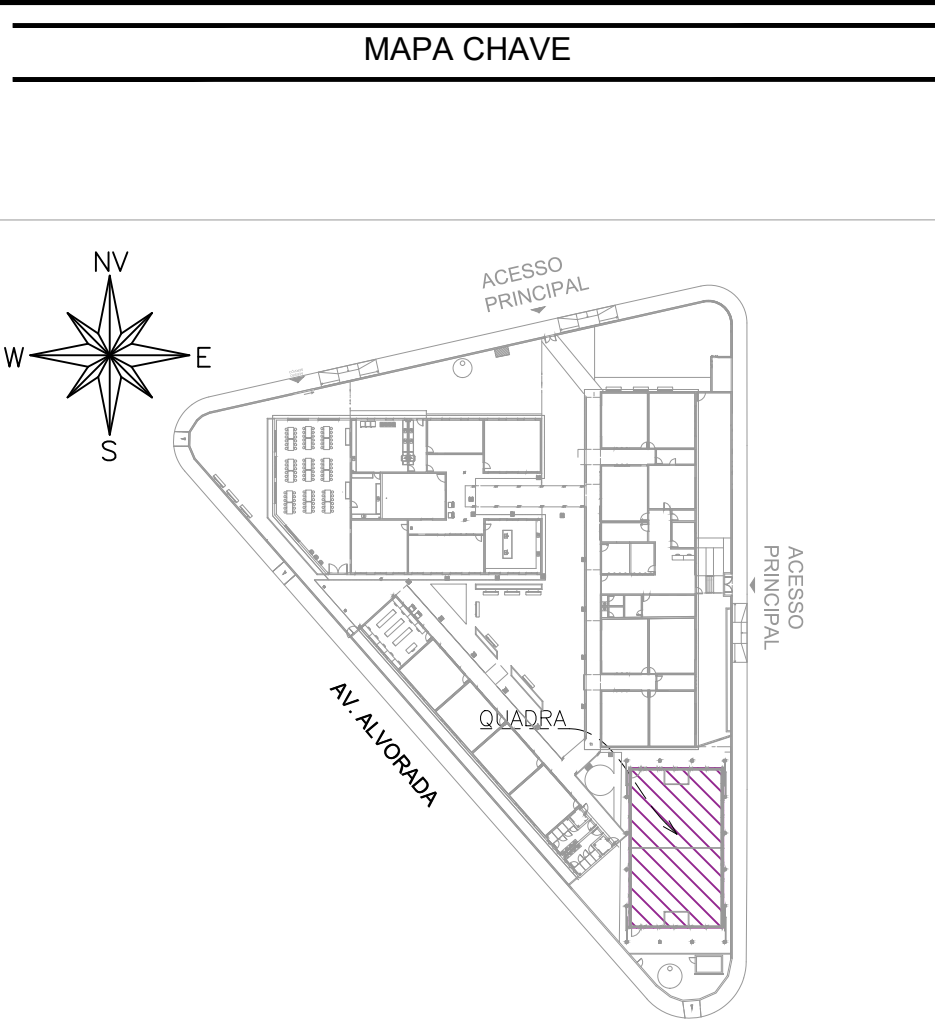 MAPA CHAVE
NV
W
E
S
ACESSO
PRINCIPAL
ACESSO
PRINCIPAL
QUADRA
AV. ALVORADA